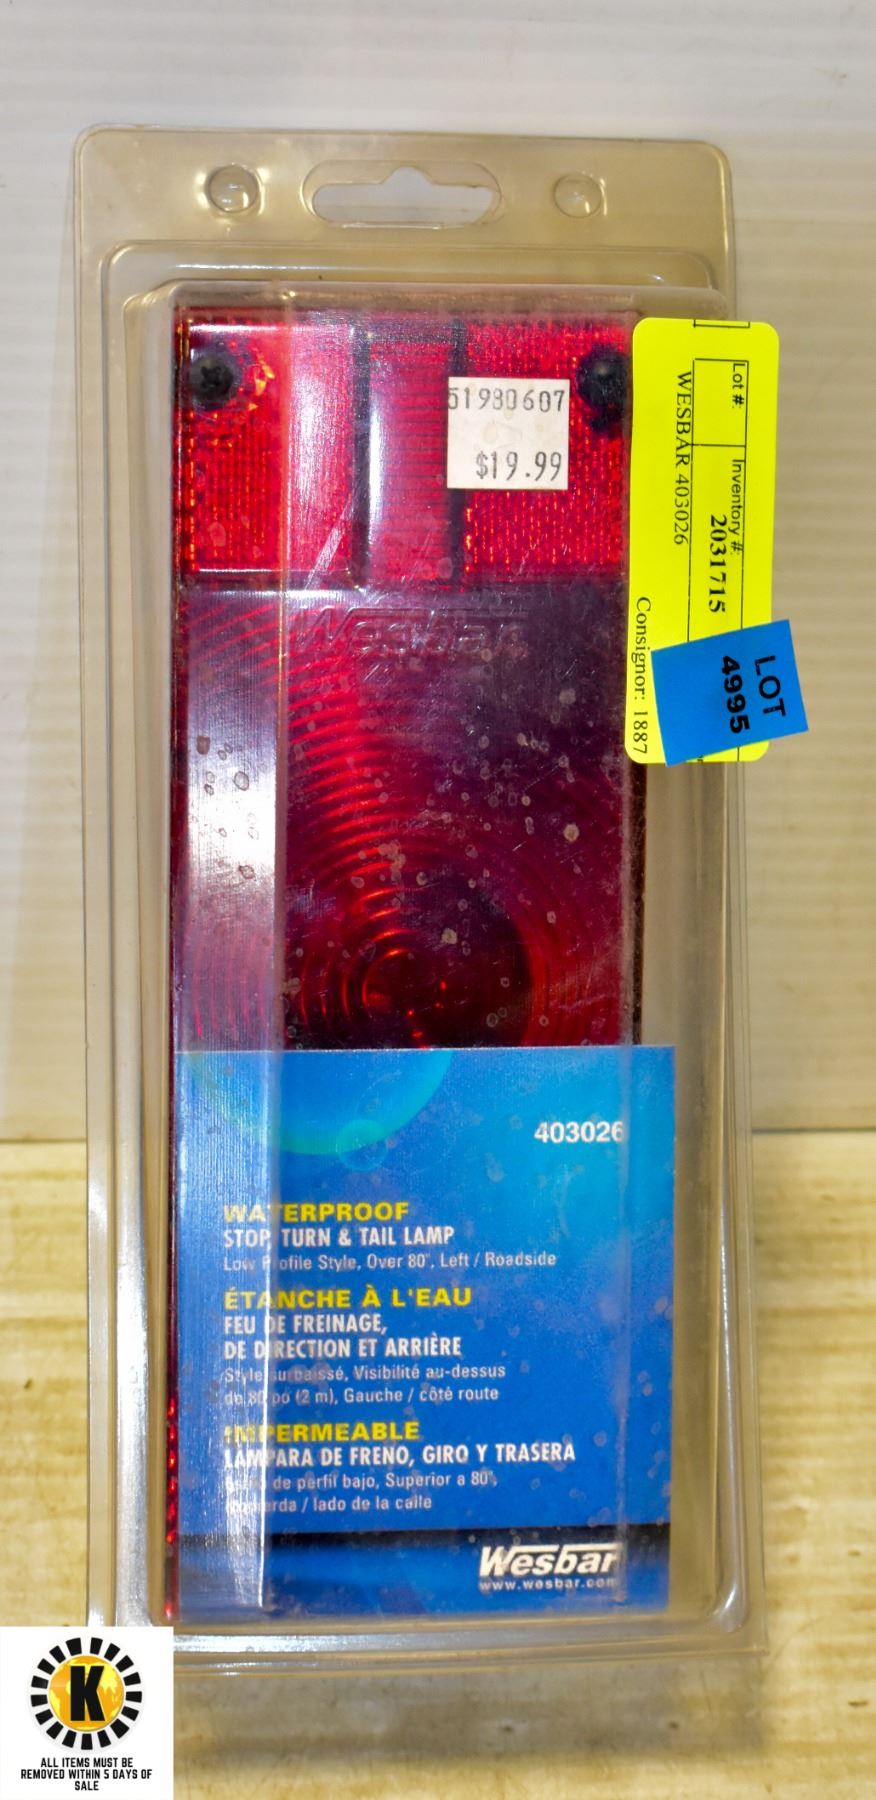 51980607
$19.99
Lot #:
Inventory #:
2031715
WESBAR 403026
Consignor: 1887
LOT
4995
Wesbar
403026
WATERPROOF
STOP, TURN & TAIL LAMP
Low Profile Style, Over 80", Left / Roadside
ÉTANCHE À L'EAU
FEU DE FREINAGE,
DE DIRECTION ET ARRIÈRE
Style surbaissé, Visibilité au-dessus
de 80 po (2 m), Gauche / côté route
IMPERMEABLE
LAMPARA DE FRENO, GIRO Y TRASERA
de perfil bajo, Superior a 80",
Izquierda / lado de la calle
Wesbar
www.wesbar.com
K
ALL ITEMS MUST BE
REMOVED WITHIN 5 DAYS OF
SALE